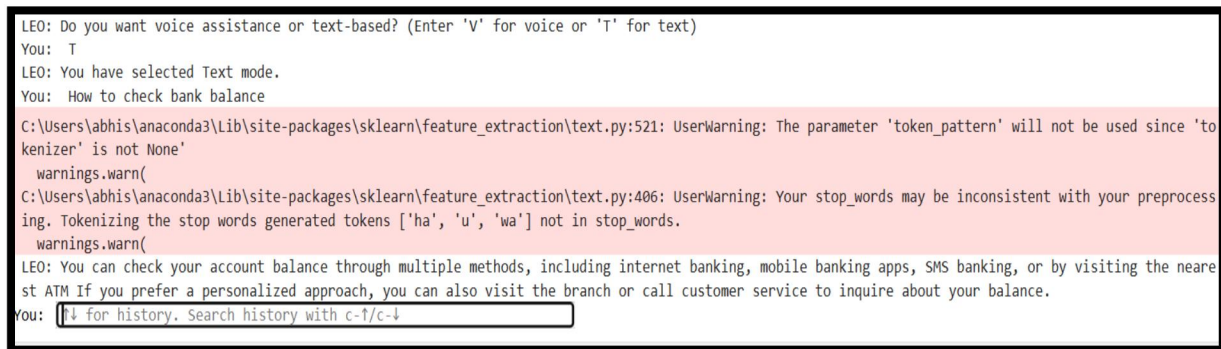 LEO: Do you want voice assistance or text-based? (Enter 'V' for voice or 'T' for text)
You:  T
LEO: You have selected Text mode.
You:  How to check bank balance
C:\Users\abhis\anaconda3\Lib\site-packages\sklearn\feature_extraction\text.py:521: UserWarning: The parameter 'token_pattern' will not be used since 'to
kenizer' is not None'
  warnings.warn(
C:\Users\abhis\anaconda3\Lib\site-packages\sklearn\feature_extraction\text.py:406: UserWarning: Your stop_words may be inconsistent with your preprocess
ing. Tokenizing the stop words generated tokens ['ha', 'u', 'wa'] not in stop_words.
  warnings.warn(
LEO: You can check your account balance through multiple methods, including internet banking, mobile banking apps, SMS banking, or by visiting the neare
st ATM If you prefer a personalized approach, you can also visit the branch or call customer service to inquire about your balance.
You: ↑↓ for history. Search history with c-↑/c-↓